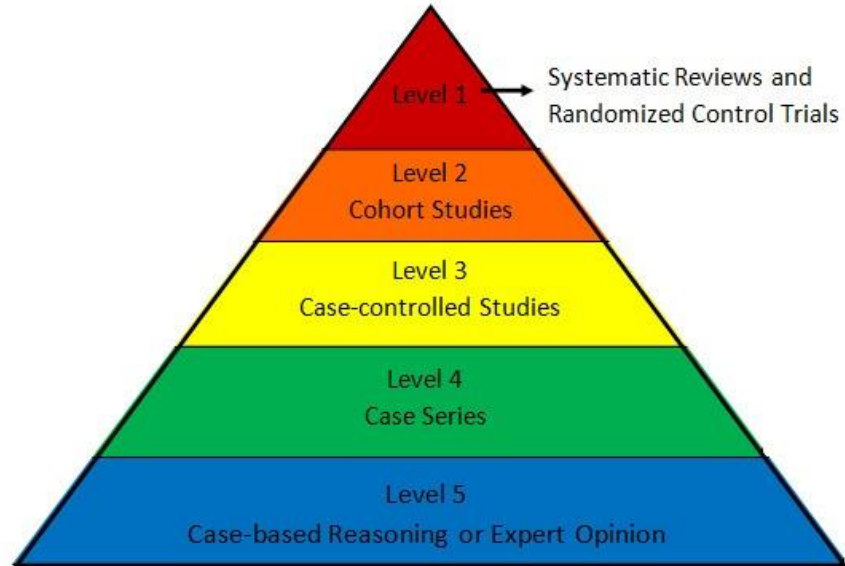 Level 1
Systematic Reviews and
Randomized Control Trials
Level 2
Cohort Studies
Level 3
Case-controlled Studies
Level 4
Case Series
Level 5
Case-based Reasoning or Expert Opinion